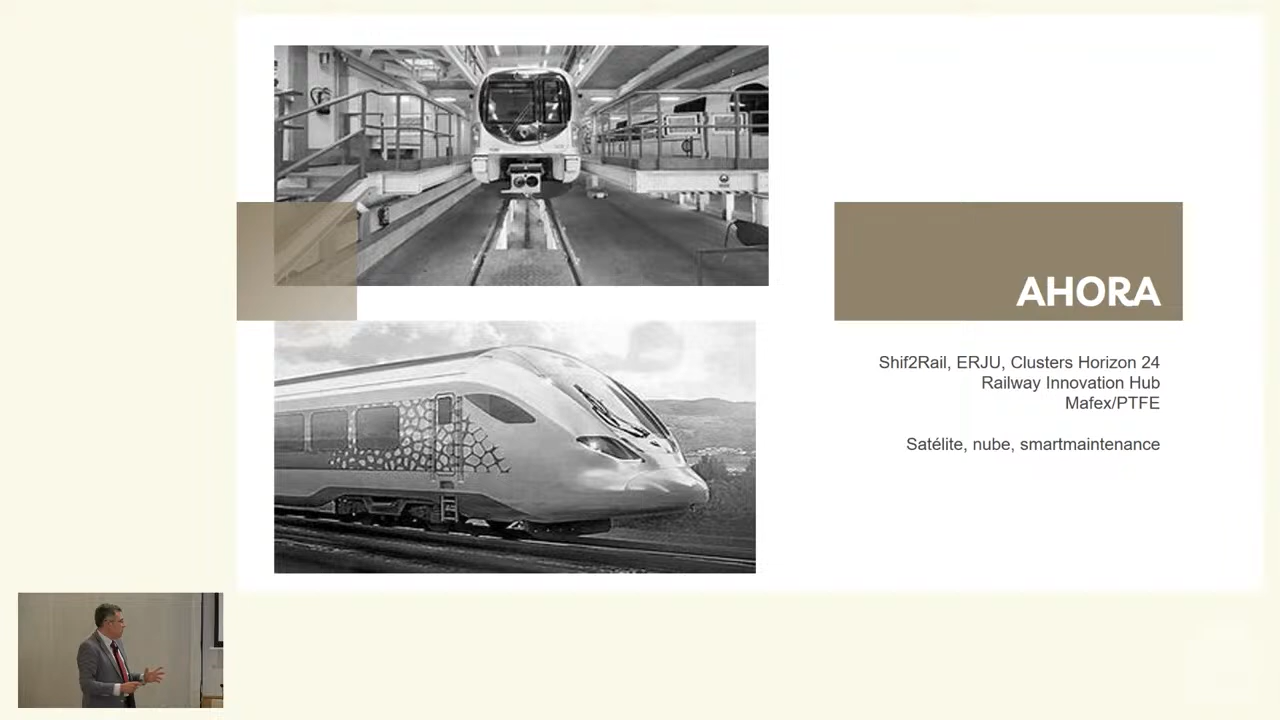 AHORA
Shif2Rail, ERJU, Clusters Horizon 24
Railway Innovation Hub
Mafex/PTFE
Satélite, nube, smartmaintenance